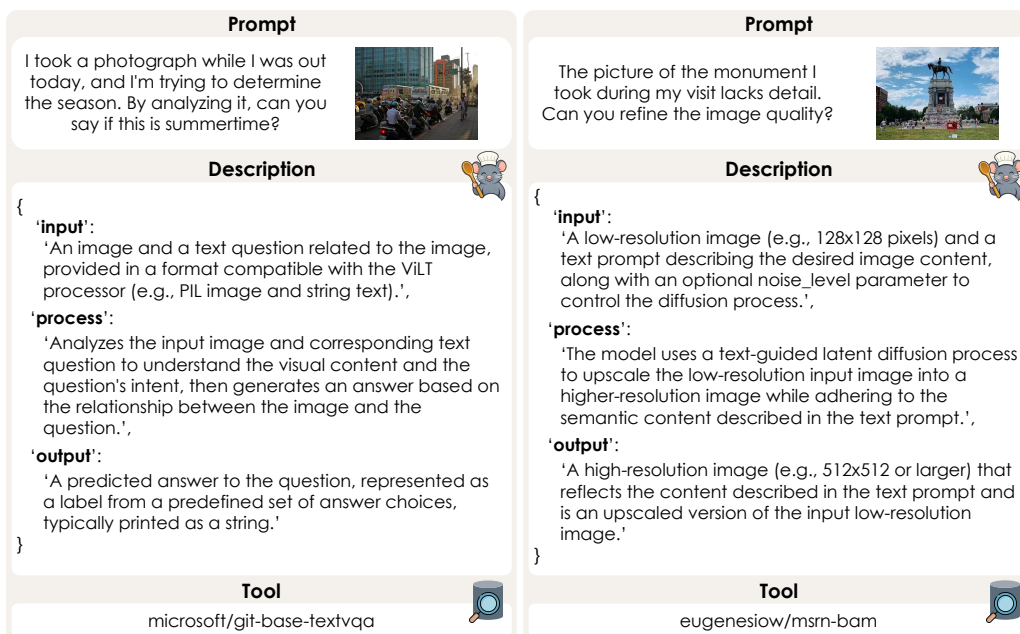 Prompt
I took a photograph while I was out
today, and I'm trying to determine
the season. By analyzing it, can you
say if this is summertime?
Description
{
‘input’:
‘An image and a text question related to the image,
provided in a format compatible with the ViLT
processor (e.g., PIL image and string text).’,
‘process’:
‘Analyzes the input image and corresponding text
question to understand the visual content and the
question's intent, then generates an answer based on
the relationship between the image and the
question.’,
‘output’:
‘A predicted answer to the question, represented as
a label from a predefined set of answer choices,
typically printed as a string.’
}
Tool
microsoft/git-base-textvqa
Prompt
The picture of the monument I
took during my visit lacks detail.
Can you refine the image quality?
Description
{
‘input’:
‘A low-resolution image (e.g., 128x128 pixels) and a
text prompt describing the desired image content,
along with an optional noise_level parameter to
control the diffusion process.’,
‘process’:
‘The model uses a text-guided latent diffusion process
to upscale the low-resolution input image into a
higher-resolution image while adhering to the
semantic content described in the text prompt.’,
‘output’:
‘A high-resolution image (e.g., 512x512 or larger) that
reflects the content described in the text prompt and
is an upscaled version of the input low-resolution
image.’
}
Tool
eugenesiow/msrn-bam